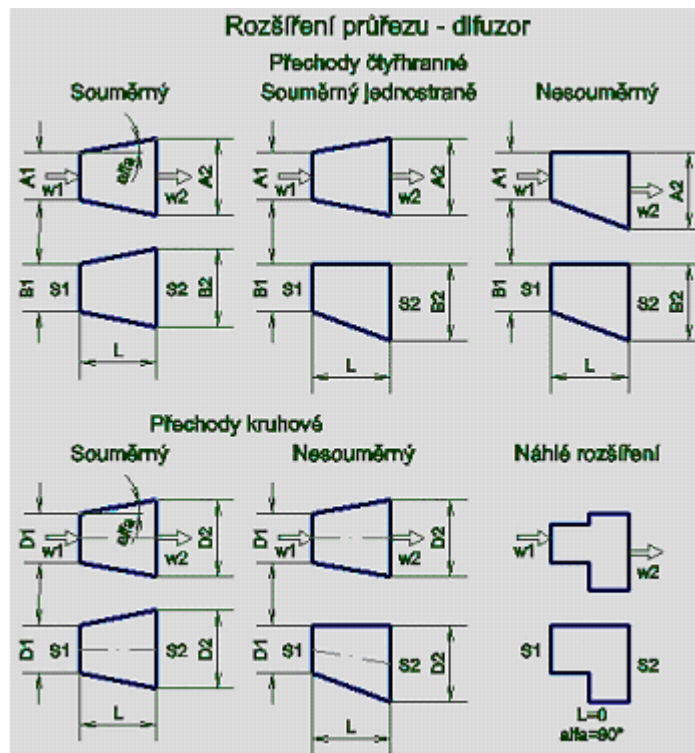 Rozšíření průřezu - difuzor
Přechody čtyřhranné
Souměrný
Souměrný jednostraně
Nesouměrný
A1
w1
alfa
w2
A2
A1
w1
w2
A2
A1
w1
w2
A2
B1
S1
S2
B2
B1
S1
S2
B2
B1
S1
S2
B2
L
L
L
Přechody kruhové
Souměrný
Nesouměrný
Náhlé rozšíření
D1
w1
alfa
w2
D2
D1
w1
w2
D2
w1
w2
D1
S1
S2
D2
D1
S1
S2
D2
S1
S2
L
L
L=0
alfa=90°